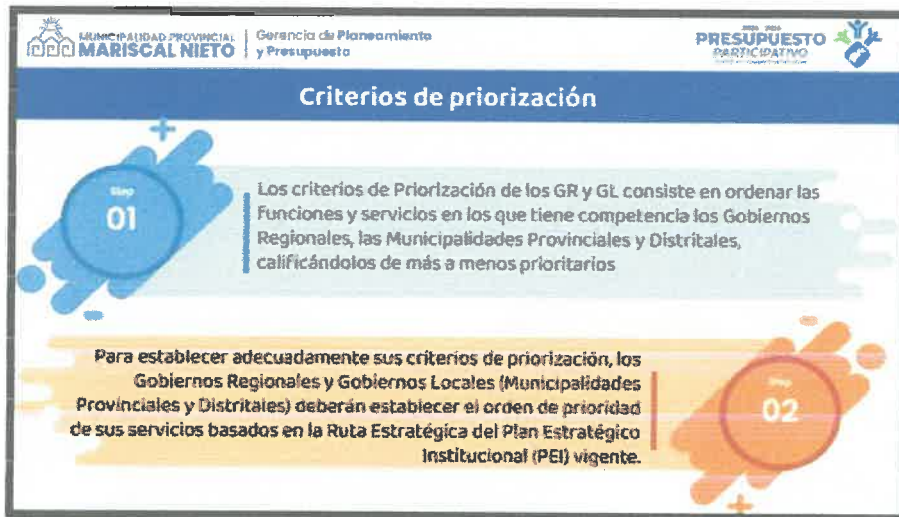 MUNICIPALIDAD PROVINCIAL
MARISCAL NIETO
Gerencia de Planeamiento
y Presupuesto
PRESUPUESTO
PARTICIPATIVO
Criterios de priorización
Step
01
Los criterios de Priorización de los GR y GL consiste en ordenar las
funciones y servicios en los que tiene competencia los Gobiernos
Regionales, las Municipalidades Provinciales y Distritales,
calificándolos de más a menos prioritarios
Para establecer adecuadamente sus criterios de priorización, los
Gobiernos Regionales y Gobiernos Locales (Municipalidades
Provinciales y Distritales) deberán establecer el orden de prioridad
de sus servicios basados en la Ruta Estratégica del Plan Estratégico
Institucional (PEI) vigente.
Step
02